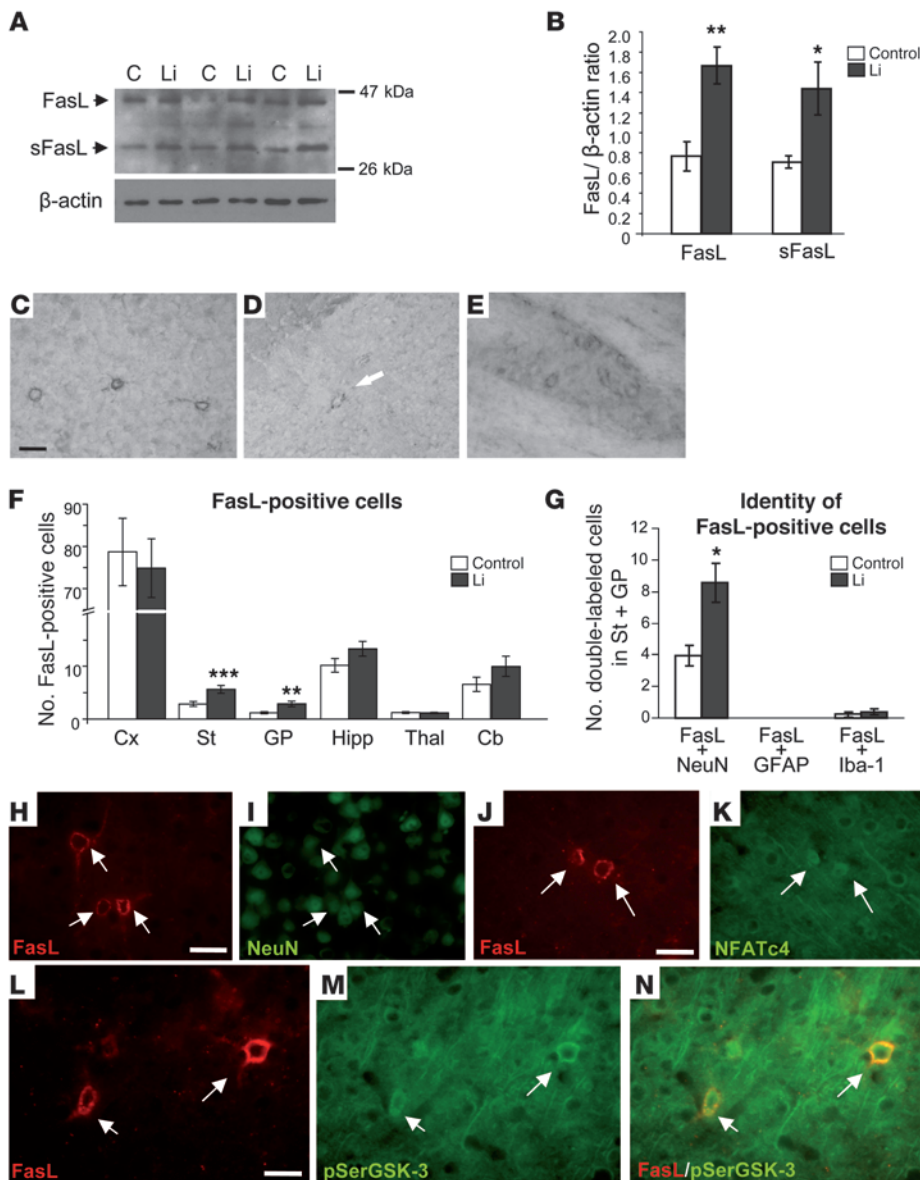 A
C Li C Li C Li
FasL
47 kDa
sFasL
26 kDa
β-actin
B
**
*
Control
Li
FasL/ β-actin ratio
2.0
1.8
1.6
1.4
1.2
1.0
0.8
0.6
0.4
0.2
0
FasL sFasL
C
D
E
F
FasL-positive cells
No. FasL-positive cells
90
70
10
0
***
**
Control
Li
Cx St GP Hipp Thal Cb
G
Identity of
FasL-positive cells
No. double-labeled cells
in St + GP
12
10
8
6
4
2
0
*
Control
Li
FasL FasL FasL
+ + +
NeuN GFAP Iba-1
H
FasL
I
NeuN
J
FasL
K
NFATc4
L
FasL
M
pSerGSK-3
N
FasL/pSerGSK-3